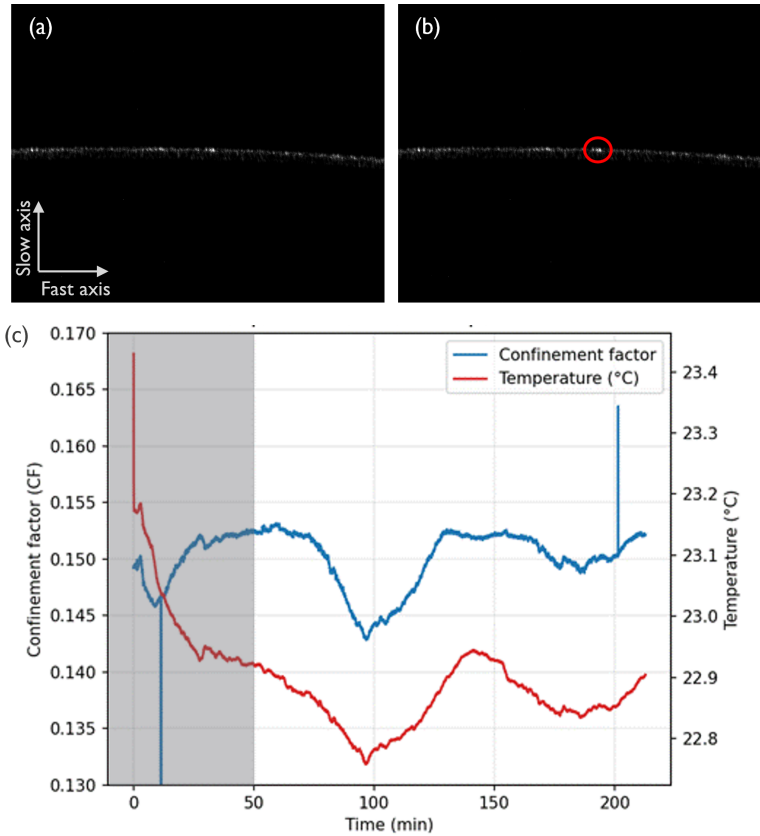 (a)
(b)
Slow axis
Fast axis
(c)
0.170
0.165
0.160
0.155
0.150
0.145
0.140
0.135
0.130
Confinement factor (CF)
Confinement factor
Temperature (°C)
23.4
23.3
23.2
23.1
23.0
22.9
22.8
Temperature (°C)
0
50
100
150
200
Time (min)